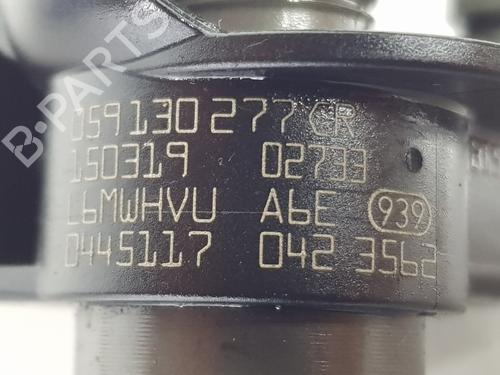 B-PARTS
059 130 277 CR
150319 02733
L6MWHVU A6E 939
0445117 042 3562